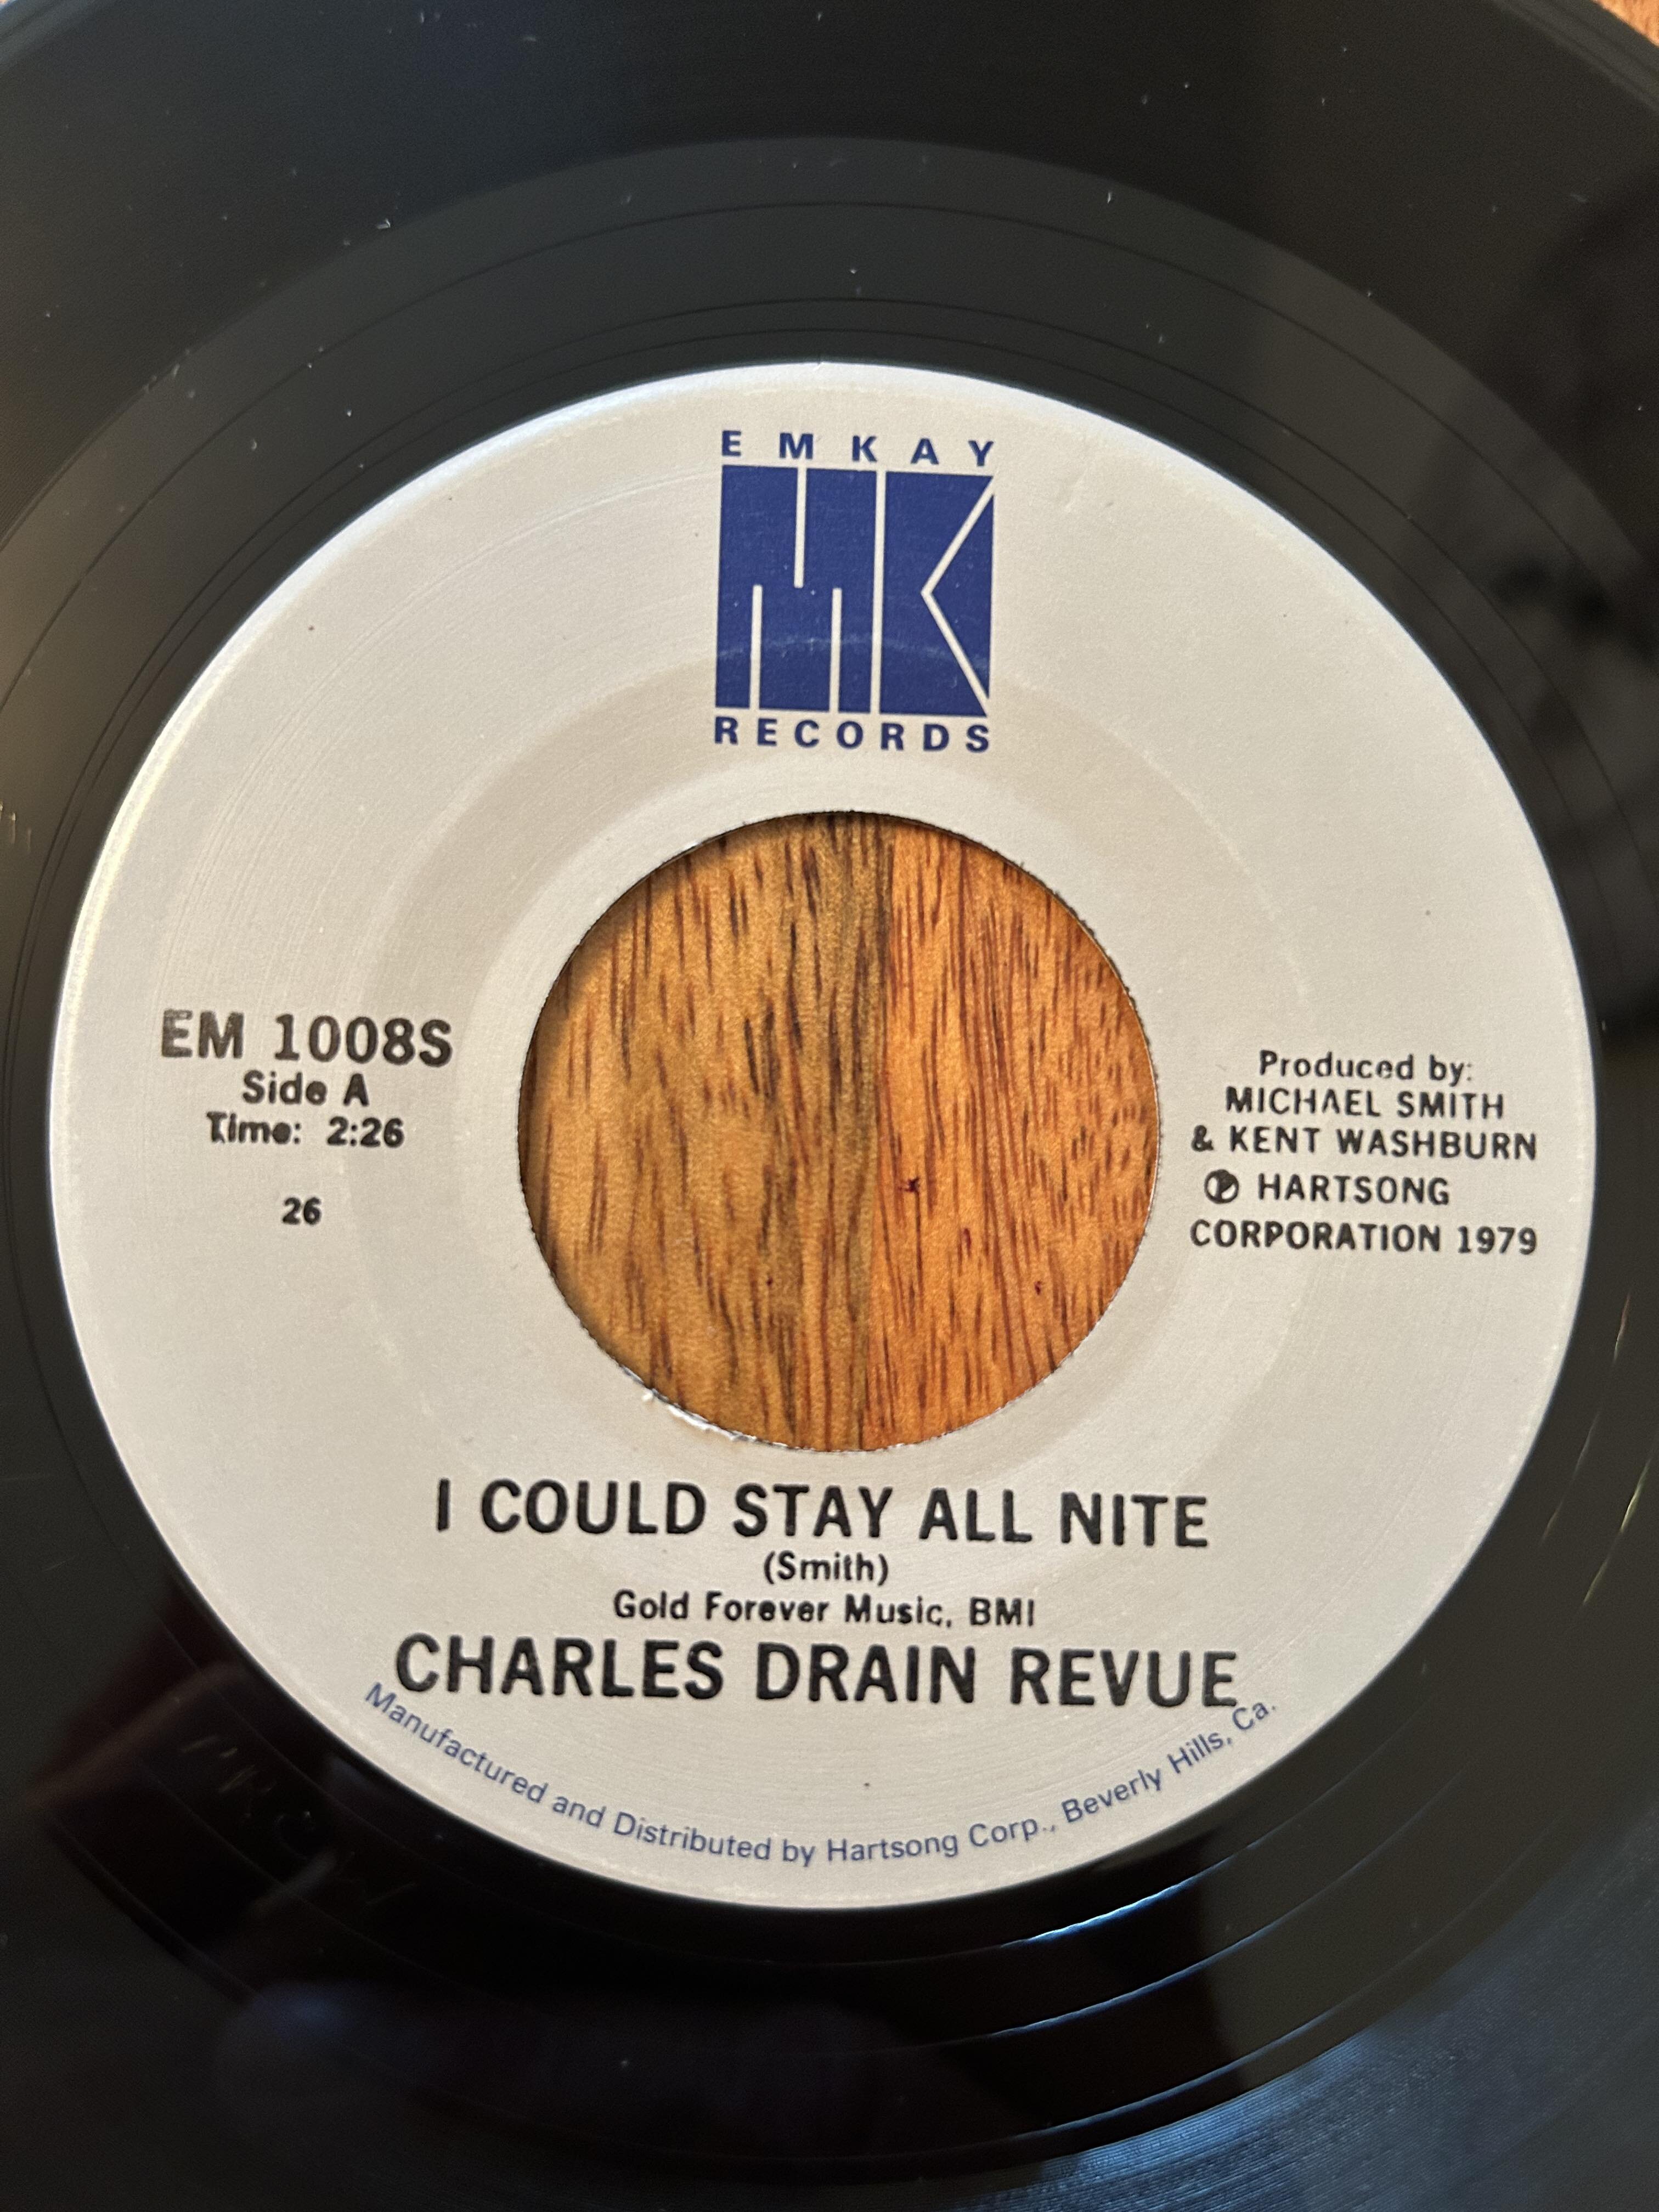 EMKAY
MK
RECORDS
EM 1008S
Side A
Time: 2:26
26
Produced by:
MICHAEL SMITH
& KENT WASHBURN
℗ HARTSONG
CORPORATION 1979
I COULD STAY ALL NITE
(Smith)
Gold Forever Music, BMI
CHARLES DRAIN REVUE
Manufactured and Distributed by Hartsong Corp., Beverly Hills, Ca.